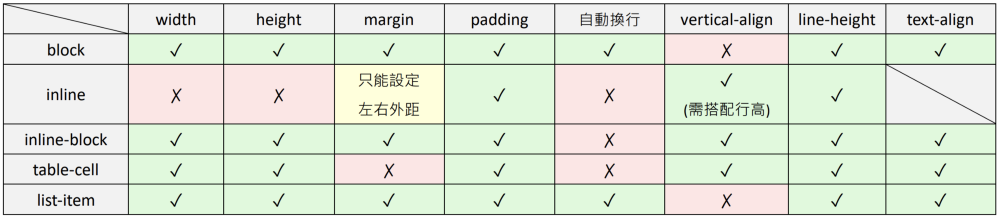 width height margin padding 自動換行 vertical-align line-height text-align
block ✓ ✓ ✓ ✓ ✓ ✗ ✓ ✓
inline ✗ ✗ 只能設定 ✓ ✗ ✓ ✓
左右外距 (需搭配行高)
inline-block ✓ ✓ ✓ ✓ ✗ ✓ ✓ ✓
table-cell ✓ ✓ ✗ ✓ ✗ ✓ ✓ ✓
list-item ✓ ✓ ✓ ✓ ✓ ✗ ✓ ✓